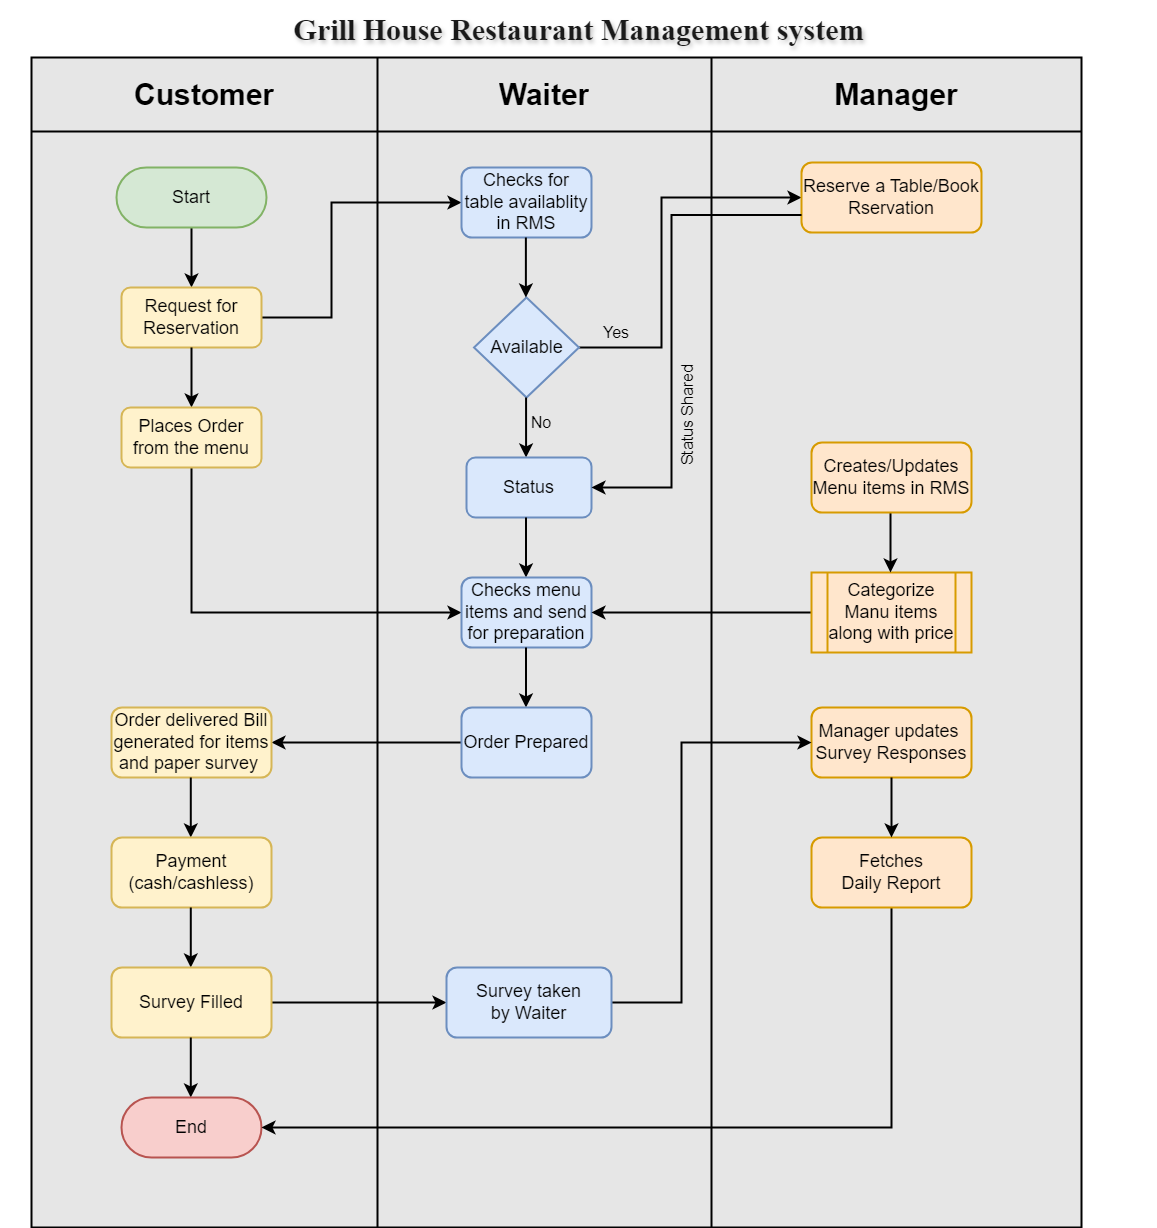 Grill House Restaurant Management system
Customer
Waiter
Manager
Start
Checks for
table availablity
in RMS
Reserve a Table/Book
Rservation
Request for
Reservation
Available
Yes
No
Status Shared
Places Order
from the menu
Status
Creates/Updates
Menu items in RMS
Checks menu
items and send
for preparation
Categorize
Manu items
along with price
Order delivered Bill
generated for items
and paper survey
Order Prepared
Manager updates
Survey Responses
Payment
(cash/cashless)
Fetches
Daily Report
Survey Filled
Survey taken
by Waiter
End